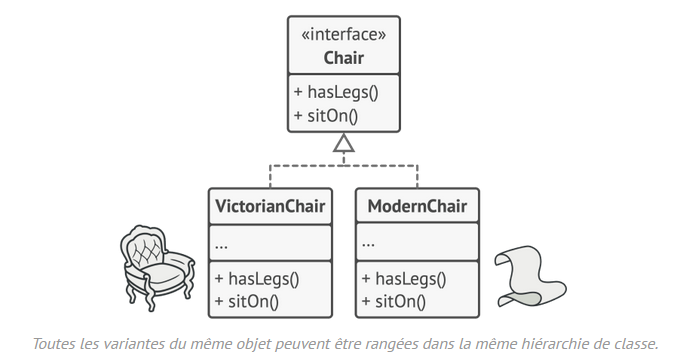 «interface»
Chair
+ hasLegs()
+ sitOn()
VictorianChair
...
+ hasLegs()
+ sitOn()
ModernChair
...
+ hasLegs()
+ sitOn()
Toutes les variantes du même objet peuvent être rangées dans la même hiérarchie de classe.